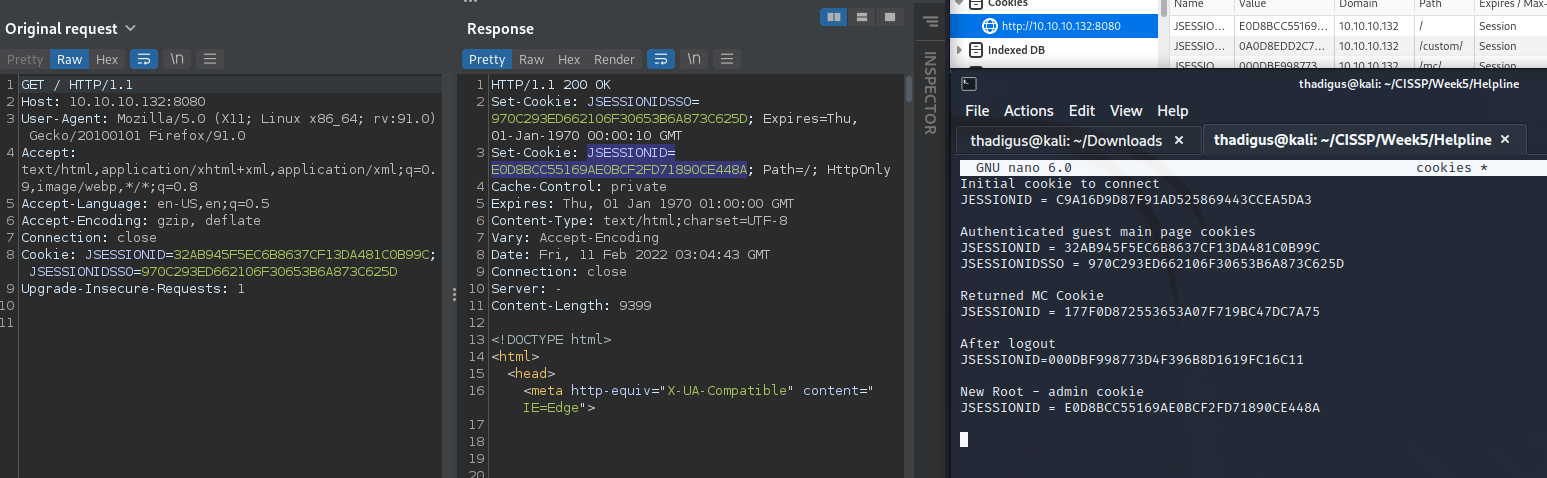 Original request
Pretty Raw Hex \n
1 GET / HTTP/1.1
2 Host: 10.10.10.132:8080
3 User-Agent: Mozilla/5.0 (X11; Linux x86_64; rv:91.0)
Gecko/20100101 Firefox/91.0
4 Accept:
text/html,application/xhtml+xml,application/xml;q=0.
9,image/webp,*/*;q=0.8
5 Accept-Language: en-US,en;q=0.5
6 Accept-Encoding: gzip, deflate
7 Connection: close
8 Cookie: JSESSIONID=32AB945F5EC6B8637CF13DA481C0B99C;
JSESSIONIDSSO=970C293ED662106F30653B6A873C625D
9 Upgrade-Insecure-Requests: 1
10
11
Response
Pretty Raw Hex Render \n
1 HTTP/1.1 200 OK
2 Set-Cookie: JSESSIONIDSSO=
970C293ED662106F30653B6A873C625D; Expires=Thu,
01-Jan-1970 00:00:10 GMT
3 Set-Cookie: JSESSIONID=
E0D8BCC55169AE0BCF2FD71890CE448A; Path=/; HttpOnly
4 Cache-Control: private
5 Expires: Thu, 01 Jan 1970 01:00:00 GMT
6 Content-Type: text/html;charset=UTF-8
7 Vary: Accept-Encoding
8 Date: Fri, 11 Feb 2022 03:04:43 GMT
9 Connection: close
10 Server: -
11 Content-Length: 9399
12
13 <!DOCTYPE html>
14 <html>
15 <head>
16 <meta http-equiv="X-UA-Compatible" content="
IE=Edge">
17
18
19
20
INSPECTOR
Cookies
http://10.10.10.132:8080
Indexed DB
Name Value Domain Path Expires / Max-
JSESSIO... E0D8BCC55169... 10.10.10.132 / Session
JSESSIO... 0A0D8EDD2C7... 10.10.10.132 /custom/ Session
JSESSIO... 000DBF998773... 10.10.10.132 /mc/ Session
thadigus@kali: ~/CISSP/Week5/Helpline
File Actions Edit View Help
thadigus@kali: ~/Downloads
thadigus@kali: ~/CISSP/Week5/Helpline
GNU nano 6.0 cookies *
Initial cookie to connect
JESSIONID = C9A16D9D87F91AD525869443CCEA5DA3
Authenticated guest main page cookies
JSESSIONID = 32AB945F5EC6B8637CF13DA481C0B99C
JSESSIONIDSSO = 970C293ED662106F30653B6A873C625D
Returned MC Cookie
JSESSIONID = 177F0D872553653A07F719BC47DC7A75
After logout
JSESSIONID=000DBF998773D4F396B8D1619FC16C11
New Root - admin cookie
JSESSIONID = E0D8BCC55169AE0BCF2FD71890CE448A